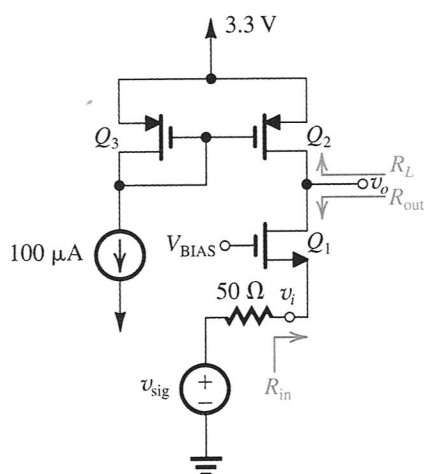 3.3 V
Q3
Q2
RL
vo
Rout
100 μA
VBIAS
Q1
50 Ω
vi
Rin
vsig
+
−